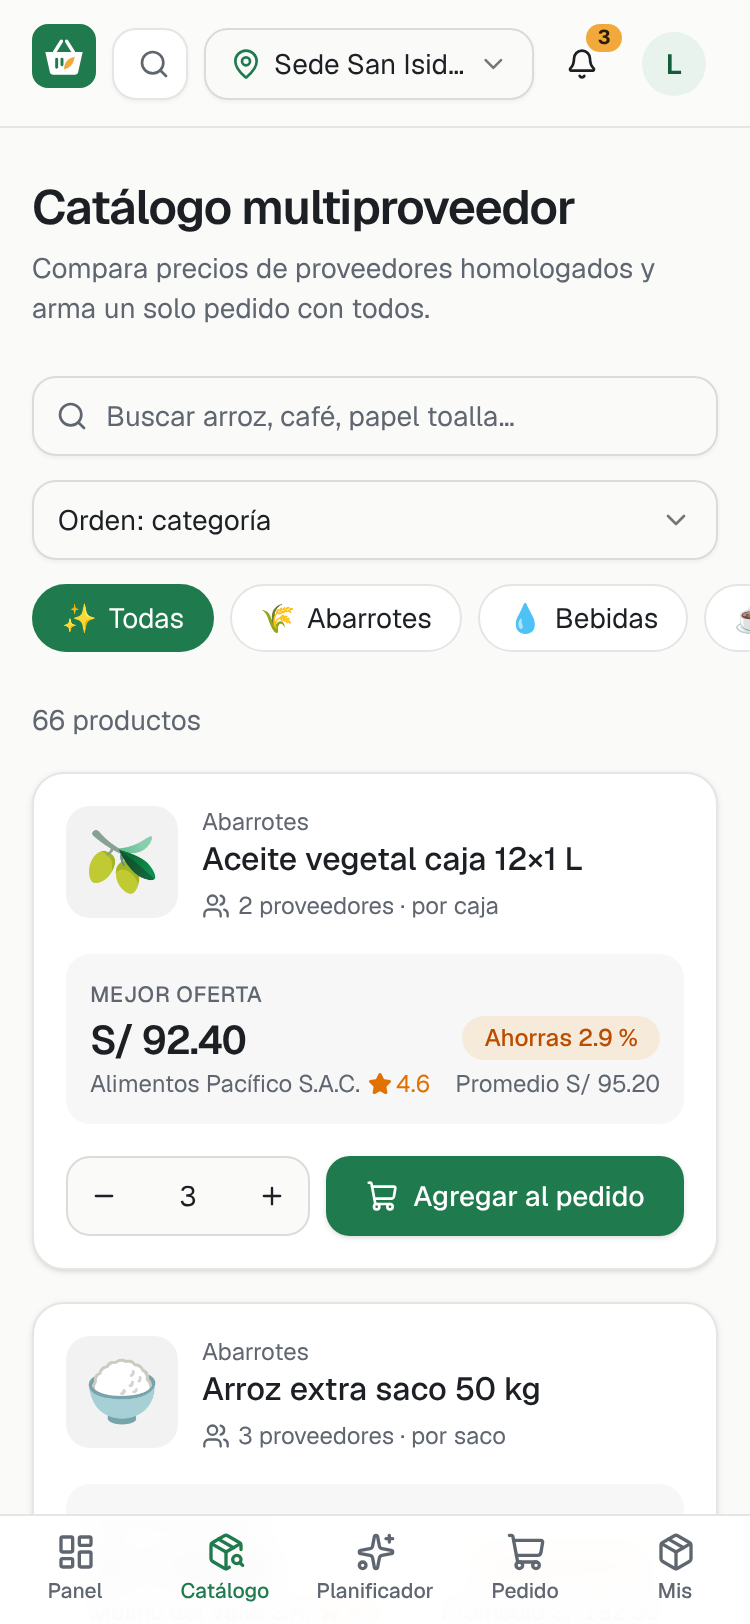 Sede San Isid...
3
L
Catálogo multiproveedor
Compara precios de proveedores homologados y
arma un solo pedido con todos.
Buscar arroz, café, papel toalla...
Orden: categoría
Todas
Abarrotes
Bebidas
66 productos
Abarrotes
Aceite vegetal caja 12×1 L
2 proveedores · por caja
MEJOR OFERTA
S/ 92.40
Ahorras 2.9 %
Alimentos Pacífico S.A.C. 4.6
Promedio S/ 95.20
− 3 +
Agregar al pedido
Abarrotes
Arroz extra saco 50 kg
3 proveedores · por saco
Panel
Catálogo
Planificador
Pedido
Mis